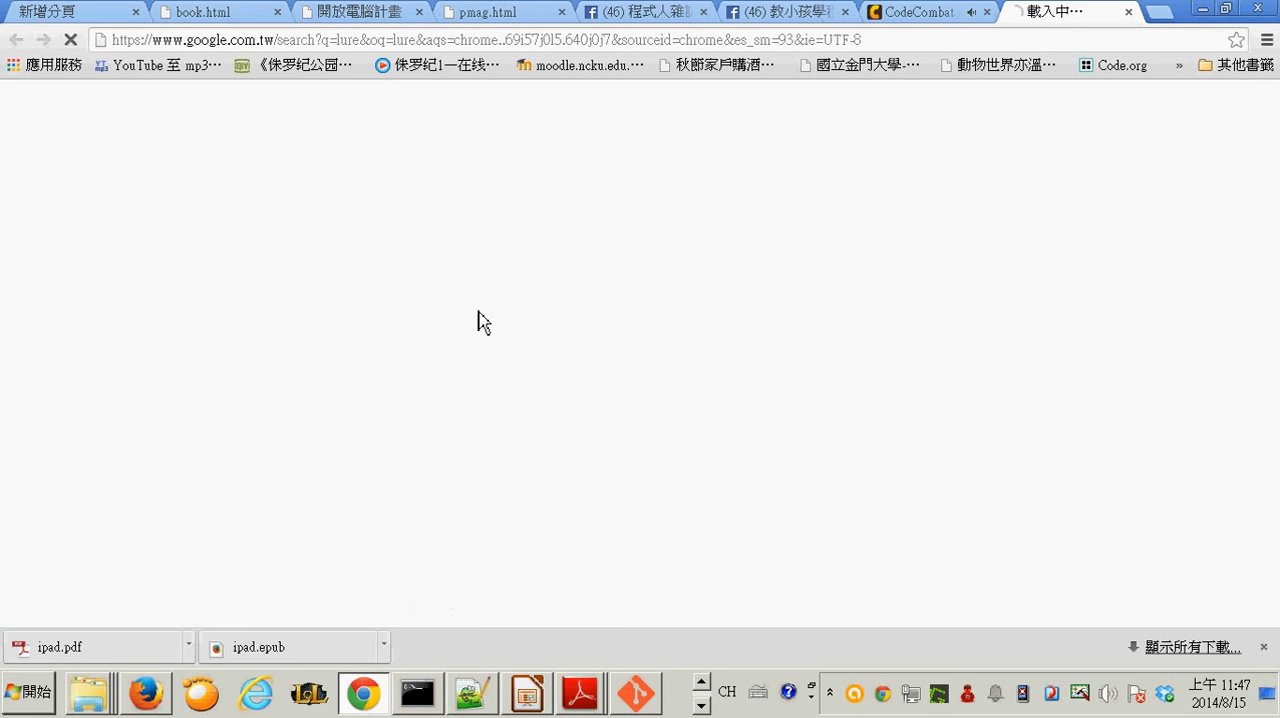 新增分頁 book.html 開放電腦計畫 pmag.html (46) 程式人雜 (46) 教小孩學程 CodeCombat 載入中…
https://www.google.com.tw/search?q=lure&oq=lure&aqs=chrome..69i57j0l5.640j0j7&sourceid=chrome&es_sm=93&ie=UTF-8
應用服務 YouTube 至 mp3… 《侏罗纪公园… 侏罗纪1—在线… moodle.ncku.edu.… 秋節家戶購酒… 國立金門大學-… 動物世界亦溫… Code.org » 其他書籤
ipad.pdf ipad.epub 顯示所有下載...
開始 CH 上午 11:47
2014/8/15